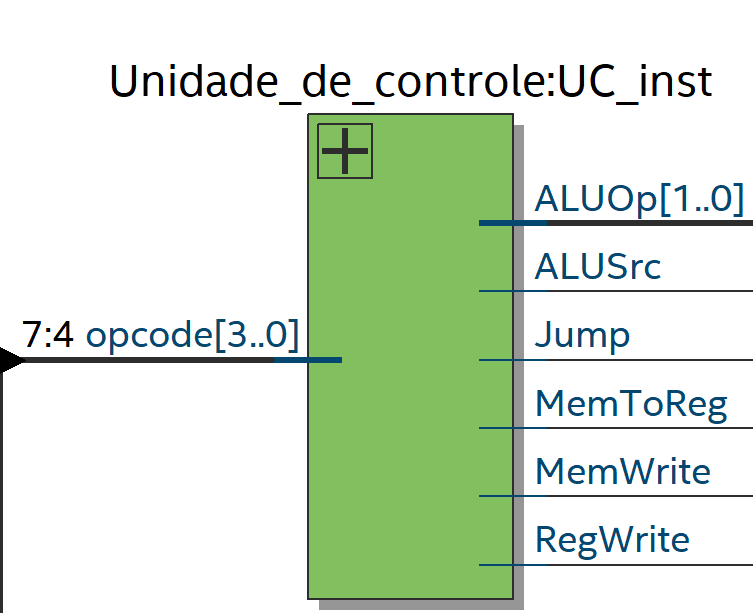 Unidade_de_controle:UC_inst
ALUOp[1..0]
ALUSrc
7:4 opcode[3..0]
Jump
MemToReg
MemWrite
RegWrite